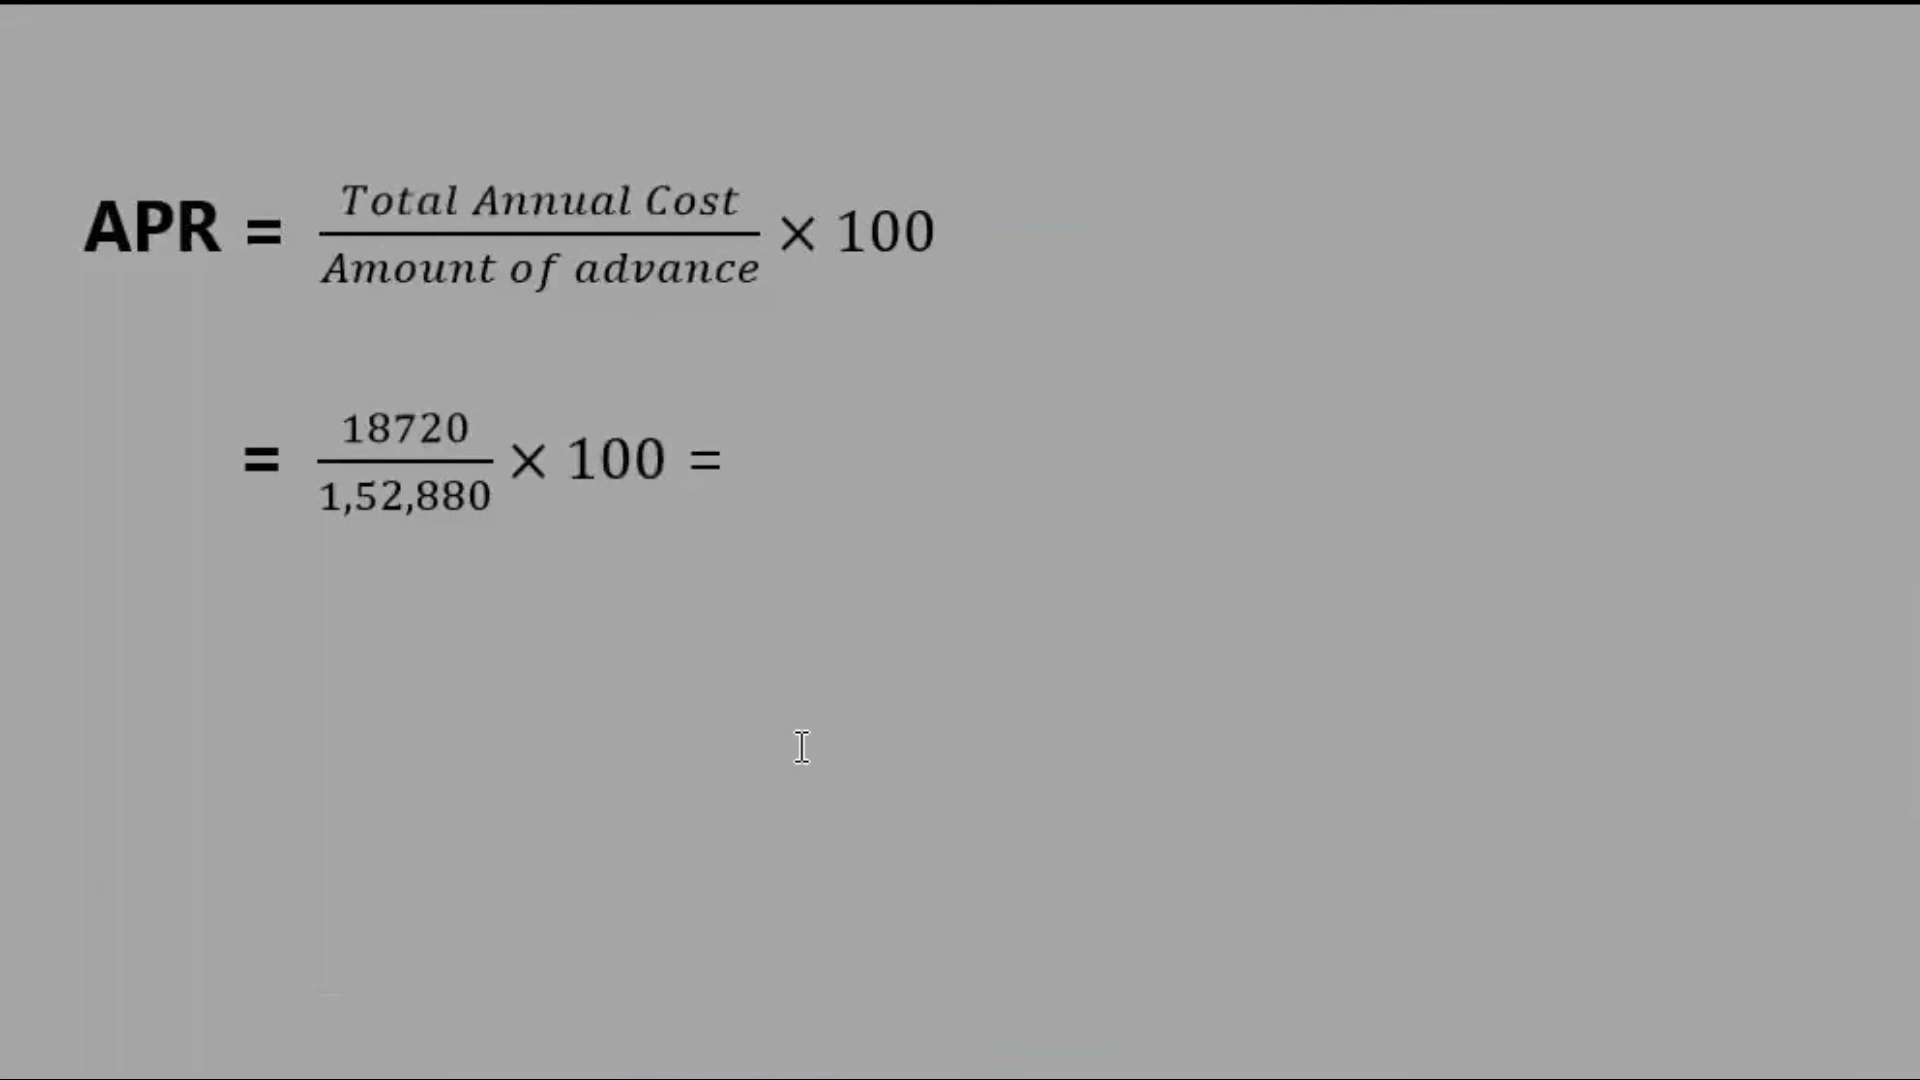 APR = Total Annual Cost / Amount of advance × 100
= 18720 / 1,52,880 × 100 =